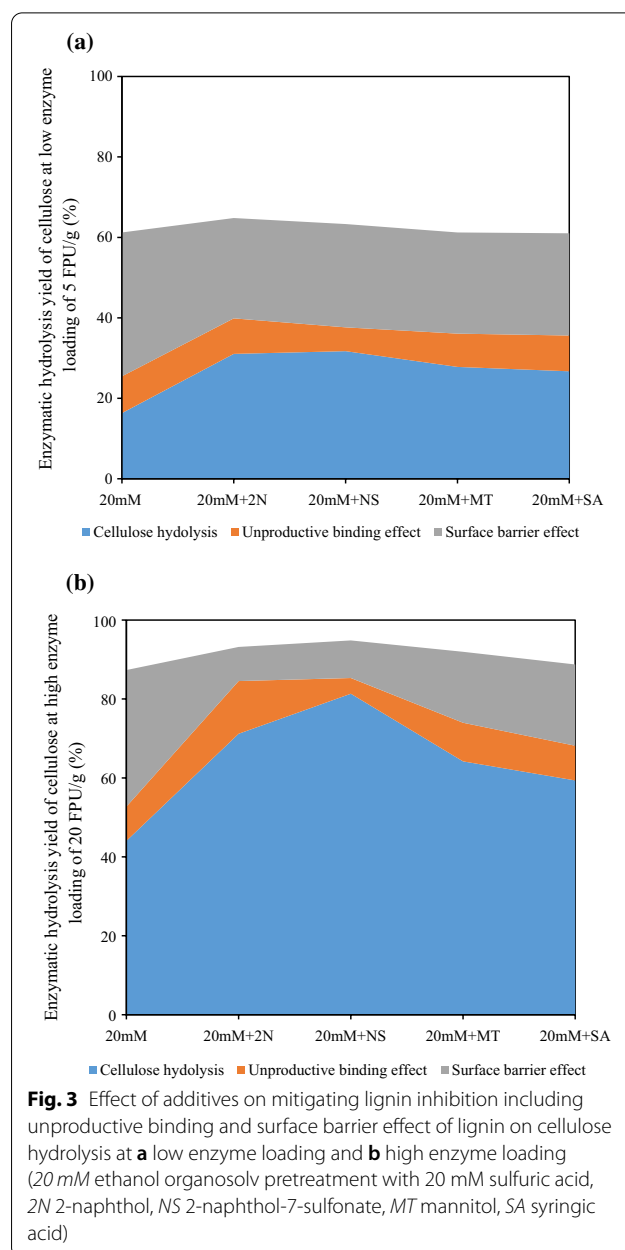 (a)
Enzymatic hydrolysis yield of cellulose at low enzyme
loading of 5 FPU/g (%)
100
80
60
40
20
0
20mM 20mM+2N 20mM+NS 20mM+MT 20mM+SA
Cellulose hydolysis Unproductive binding effect Surface barrier effect
(b)
Enzymatic hydrolysis yield of cellulose at high enzyme
loading of 20 FPU/g (%)
100
80
60
40
20
0
20mM 20mM+2N 20mM+NS 20mM+MT 20mM+SA
Cellulose hydolysis Unproductive binding effect Surface barrier effect
Fig. 3 Effect of additives on mitigating lignin inhibition including
unproductive binding and surface barrier effect of lignin on cellulose
hydrolysis at a low enzyme loading and b high enzyme loading
(20 mM ethanol organosolv pretreatment with 20 mM sulfuric acid,
2N 2-naphthol, NS 2-naphthol-7-sulfonate, MT mannitol, SA syringic
acid)